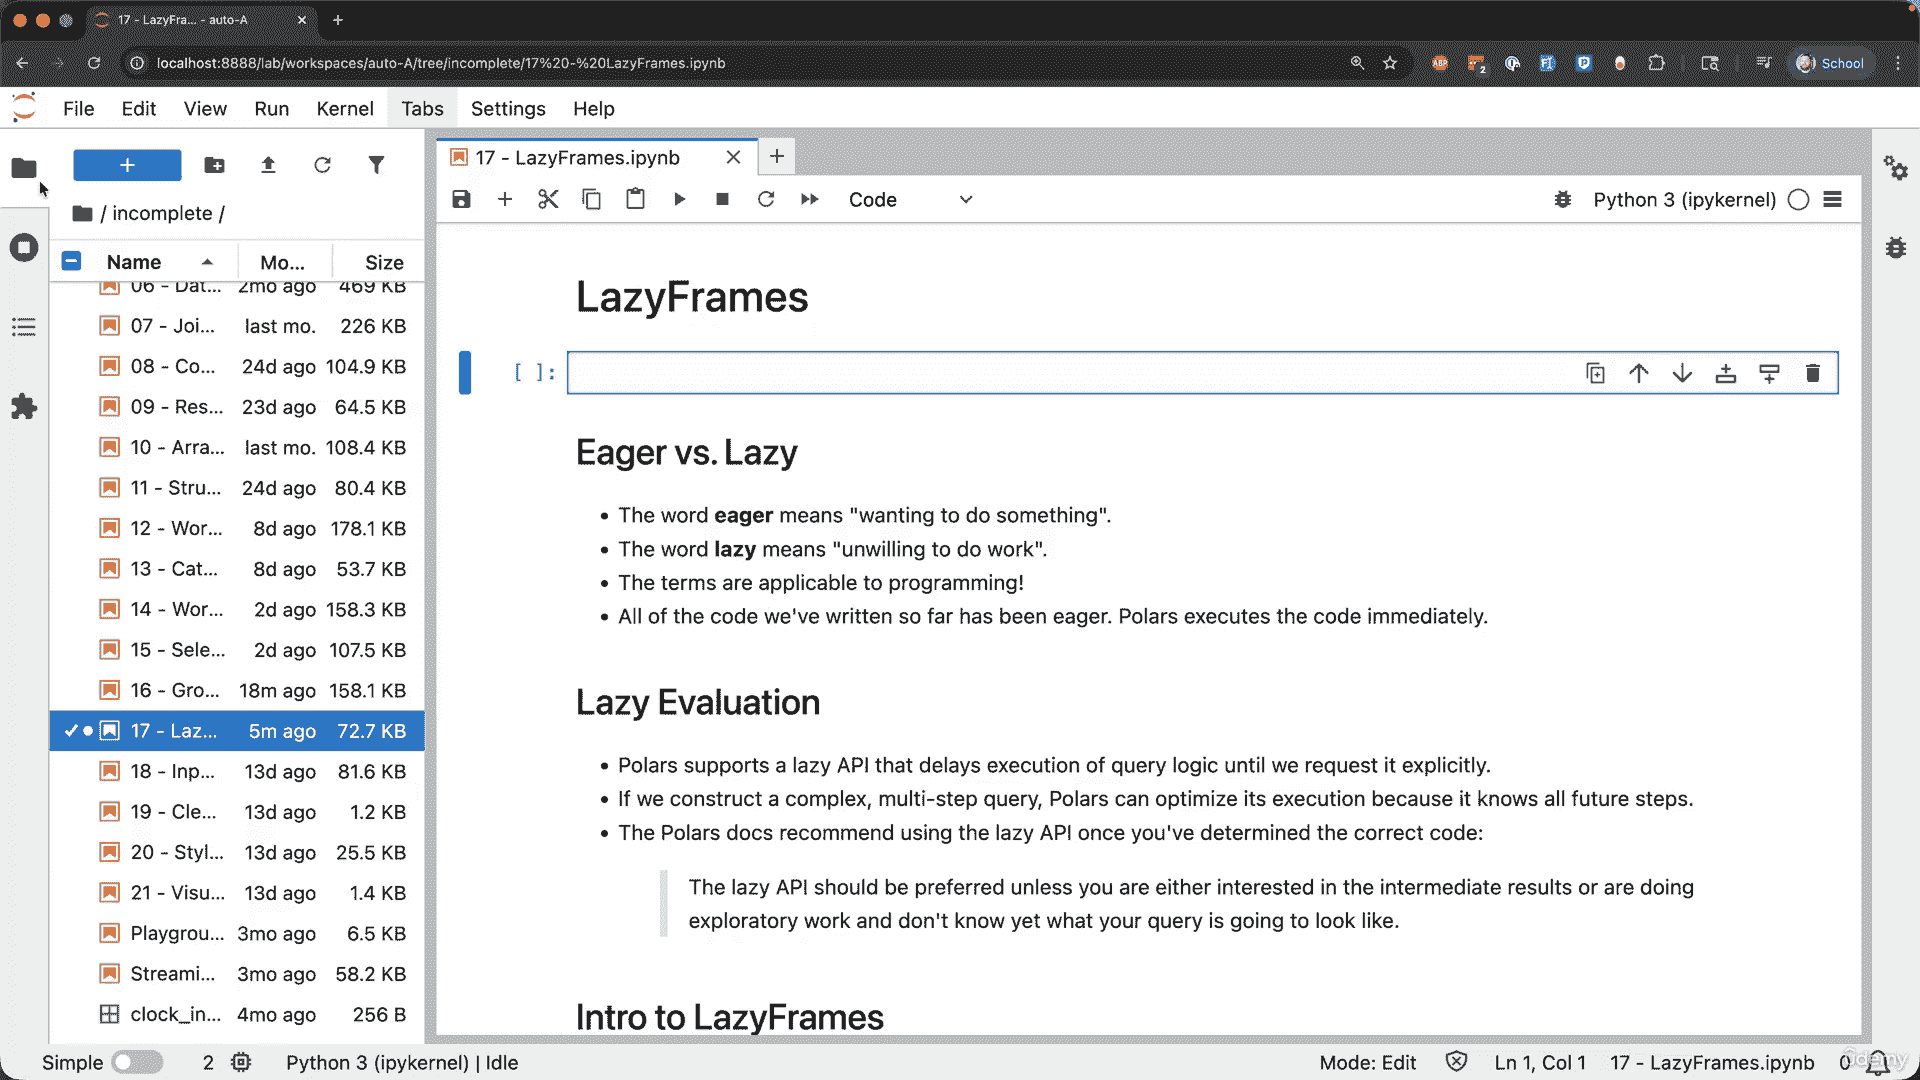 17 - LazyFra... - auto-A
localhost:8888/lab/workspaces/auto-A/tree/incomplete/17%20-%20LazyFrames.ipynb
ABP
2
School
File Edit View Run Kernel Tabs Settings Help
17 - LazyFrames.ipynb
Code
Python 3 (ipykernel)
/ incomplete /
Name Mo... Size
06 - Dat... 2mo ago 469 KB
07 - Joi... last mo. 226 KB
08 - Co... 24d ago 104.9 KB
09 - Res... 23d ago 64.5 KB
10 - Arra... last mo. 108.4 KB
11 - Stru... 24d ago 80.4 KB
12 - Wor... 8d ago 178.1 KB
13 - Cat... 8d ago 53.7 KB
14 - Wor... 2d ago 158.3 KB
15 - Sele... 2d ago 107.5 KB
16 - Gro... 18m ago 158.1 KB
17 - Laz... 5m ago 72.7 KB
18 - Inp... 13d ago 81.6 KB
19 - Cle... 13d ago 1.2 KB
20 - Styl... 13d ago 25.5 KB
21 - Visu... 13d ago 1.4 KB
Playgrou... 3mo ago 6.5 KB
Streami... 3mo ago 58.2 KB
clock_in... 4mo ago 256 B
LazyFrames
[ ]:
Eager vs. Lazy
• The word eager means "wanting to do something".
• The word lazy means "unwilling to do work".
• The terms are applicable to programming!
• All of the code we've written so far has been eager. Polars executes the code immediately.
Lazy Evaluation
• Polars supports a lazy API that delays execution of query logic until we request it explicitly.
• If we construct a complex, multi-step query, Polars can optimize its execution because it knows all future steps.
• The Polars docs recommend using the lazy API once you've determined the correct code:
The lazy API should be preferred unless you are either interested in the intermediate results or are doing
exploratory work and don't know yet what your query is going to look like.
Intro to LazyFrames
Simple 2 Python 3 (ipykernel) | Idle
Mode: Edit Ln 1, Col 1 17 - LazyFrames.ipynb 0
ûdemy